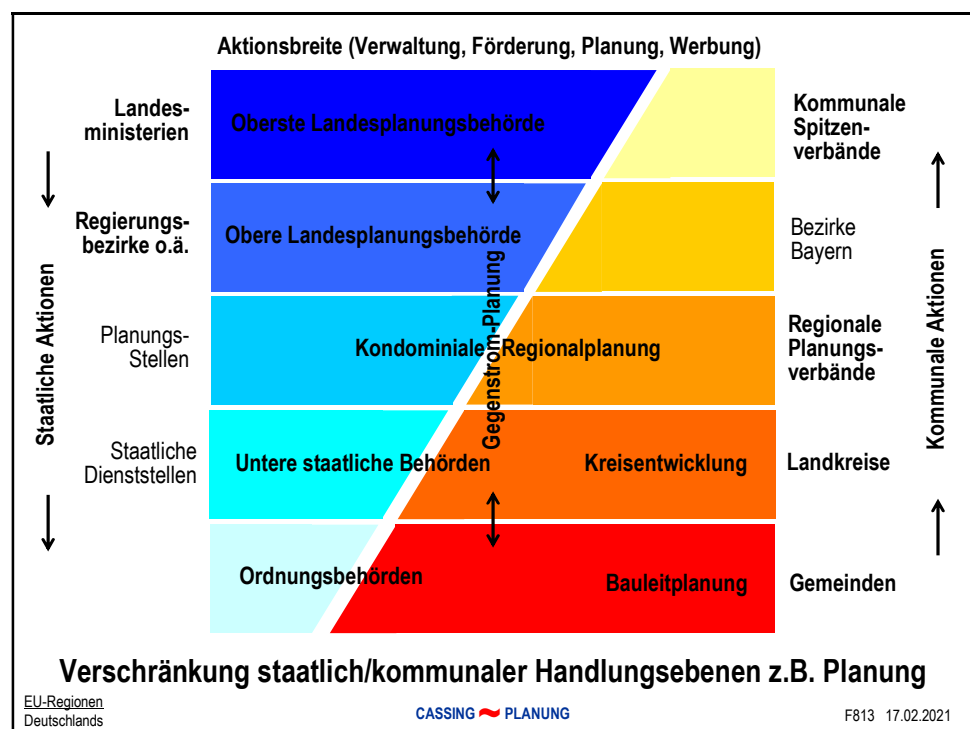 Aktionsbreite (Verwaltung, Förderung, Planung, Werbung)
Landes-
ministerien
Oberste Landesplanungsbehörde
Kommunale
Spitzen-
verbände
Regierungs-
bezirke o.ä.
Obere Landesplanungsbehörde
Bezirke
Bayern
Staatliche Aktionen
Planungs-
Stellen
Kondominiale Regionalplanung
Gegenstrom-Planung
Regionale
Planungs-
verbände
Kommunale Aktionen
Staatliche
Dienststellen
Untere staatliche Behörden
Kreisentwicklung
Landkreise
Ordnungsbehörden
Bauleitplanung
Gemeinden
Verschränkung staatlich/kommunaler Handlungsebenen z.B. Planung
EU-Regionen
Deutschlands
CASSING PLANUNG
F813 17.02.2021